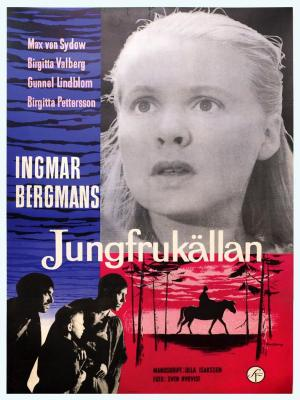 Max von Sydow
Birgitta Valberg
Gunnel Lindblom
Birgitta Pettersson
INGMAR
BERGMANS
Jungfrukällan
MANUSKRIPT: ULLA ISAKSSON
FOTO: SVEN NYKVIST